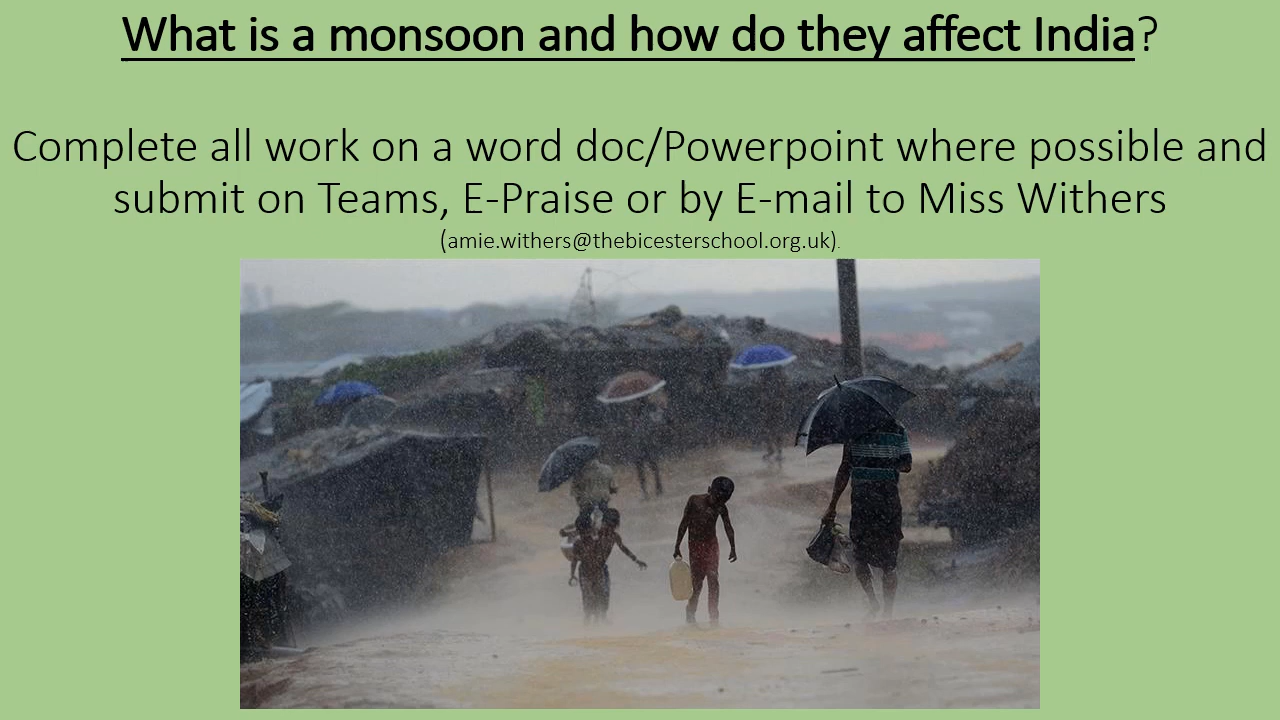 What is a monsoon and how do they affect India?
Complete all work on a word doc/Powerpoint where possible and
submit on Teams, E-Praise or by E-mail to Miss Withers
(amie.withers@thebicesterschool.org.uk).